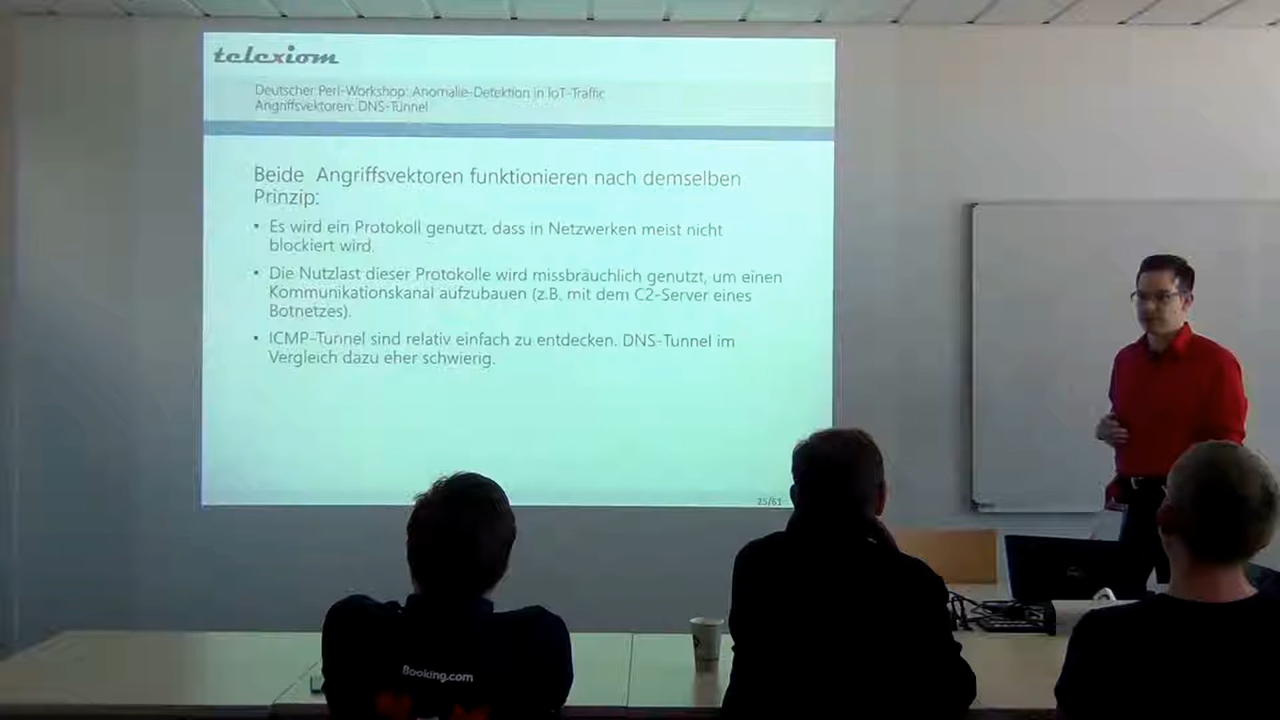 telexiom
Deutscher Perl-Workshop: Anomalie-Detektion in IoT-Traffic
Angriffsvektoren: DNS-Tunnel
Beide Angriffsvektoren funktionieren nach demselben
Prinzip:
• Es wird ein Protokoll genutzt, dass in Netzwerken meist nicht
blockiert wird.
• Die Nutzlast dieser Protokolle wird missbräuchlich genutzt, um einen
Kommunikationskanal aufzubauen (z.B. mit dem C2-Server eines
Botnetzes).
• ICMP-Tunnel sind relativ einfach zu entdecken. DNS-Tunnel im
Vergleich dazu eher schwierig.
25/61
Booking.com